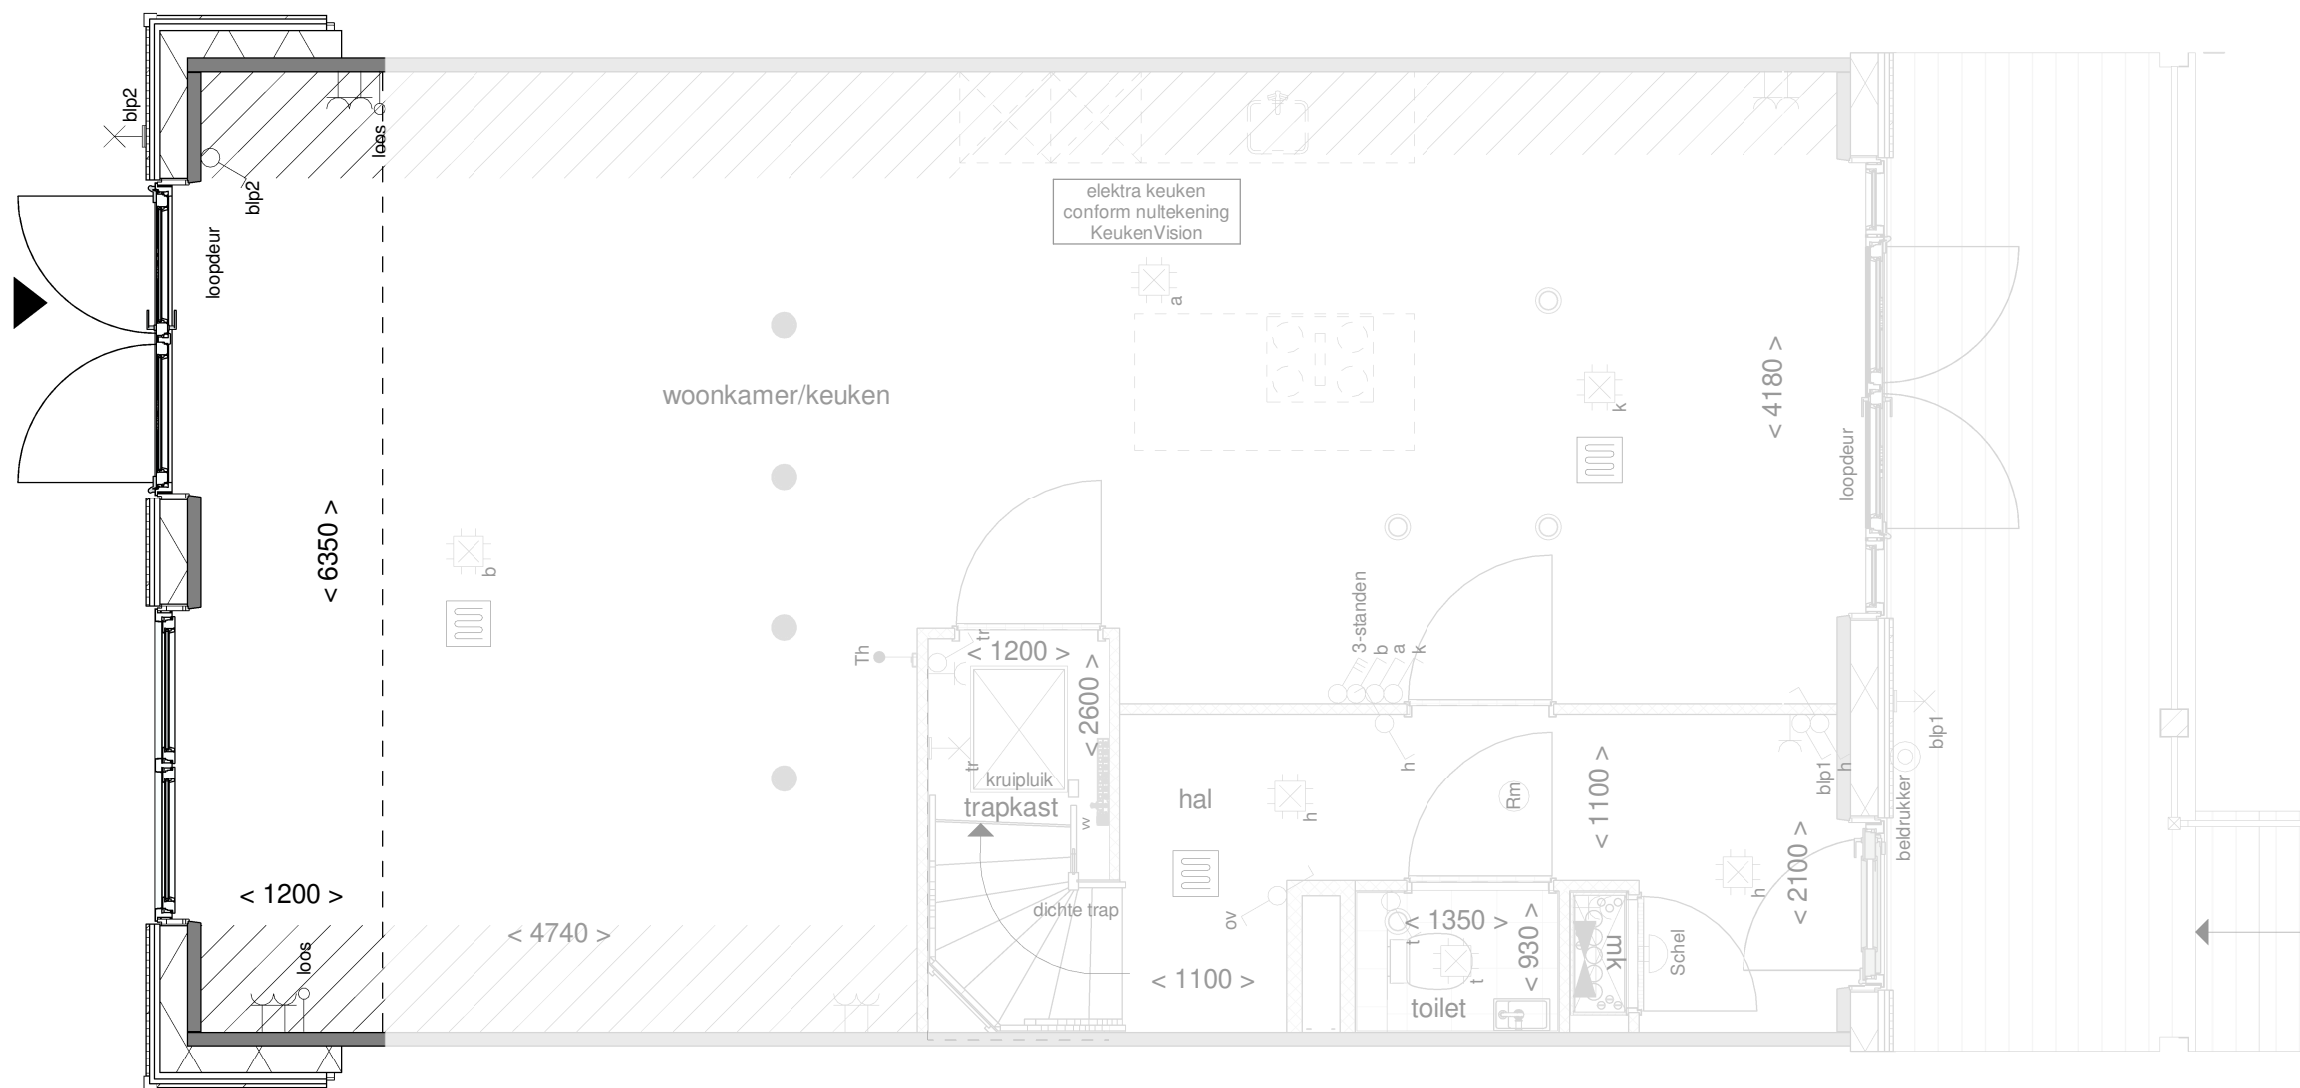 blp2
loos
blp2
loopdeur
elektra keuken
conform nultekening
KeukenVision
a
woonkamer/keuken
< 4180 >
k
loopdeur
< 6350 >
b
3-standen
b
a
k
Th
tr
< 1200 >
< 2600 >
tr
kruipluik
trapkast
w
hal
h
h
Rm
< 1100 >
blp1
h
blp1
beldrukker
< 1200 >
< 4740 >
loos
dichte trap
ov
< 1100 >
< 1350 >
t
t
< 930 >
toilet
mk
Schel
h
< 2100 >